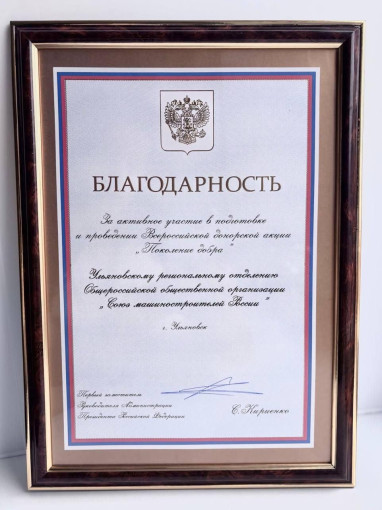 БЛАГОДАРНОСТЬ
За активное участие в подготовке
и проведении Всероссийской донорской акции
„Поколение добра"
Ульяновскому региональному отделению
Общероссийской общественной организации
„Союз машиностроителей России"
г. Ульяновск
Первый заместитель
Руководителя Администрации
Президента Российской Федерации
С.Кириенко